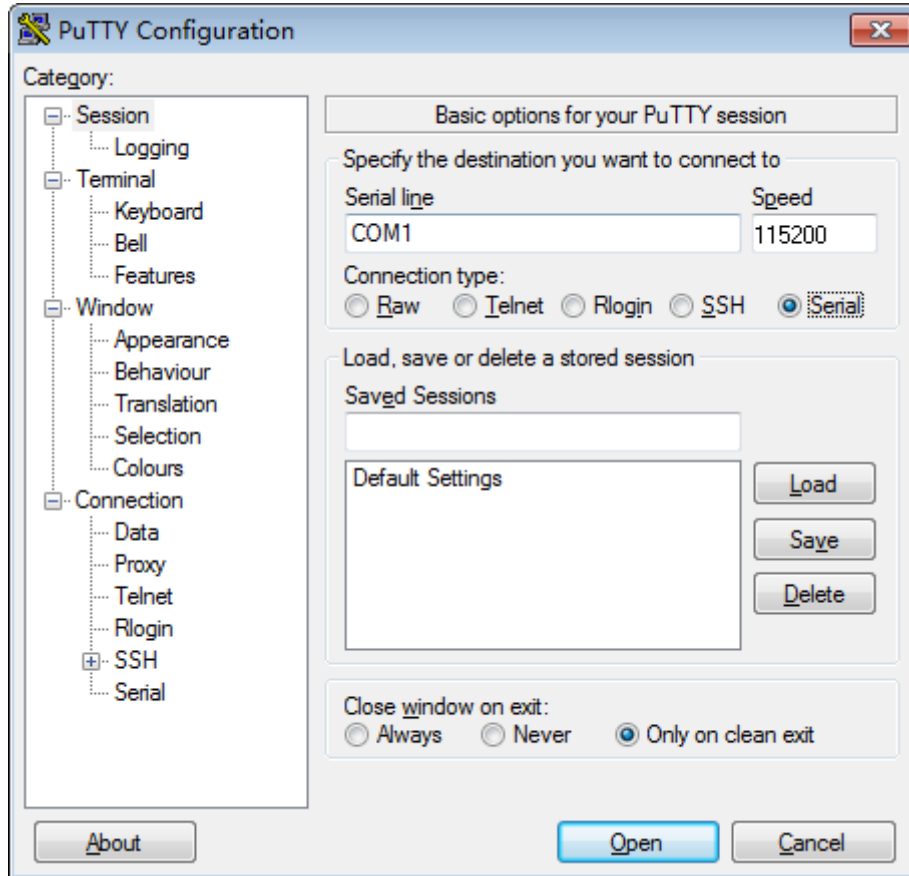 PuTTY Configuration
Category:
Session
Logging
Terminal
Keyboard
Bell
Features
Window
Appearance
Behaviour
Translation
Selection
Colours
Connection
Data
Proxy
Telnet
Rlogin
SSH
Serial
Basic options for your PuTTY session
Specify the destination you want to connect to
Serial line Speed
COM1 115200
Connection type:
Raw Telnet Rlogin SSH Serial
Load, save or delete a stored session
Saved Sessions
Default Settings
Load
Save
Delete
Close window on exit:
Always Never Only on clean exit
About Open Cancel